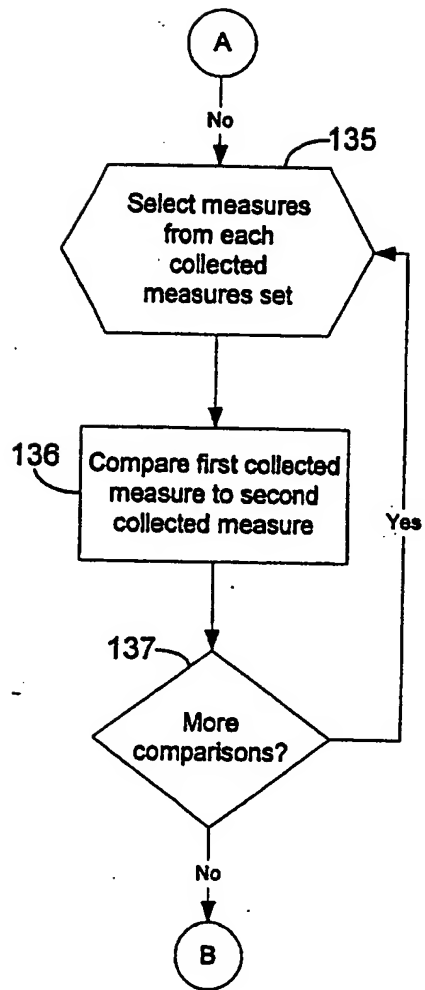 A
No
135
Select measures
from each
collected
measures set
136
Compare first collected
measure to second
collected measure
Yes
137
More
comparisons?
No
B